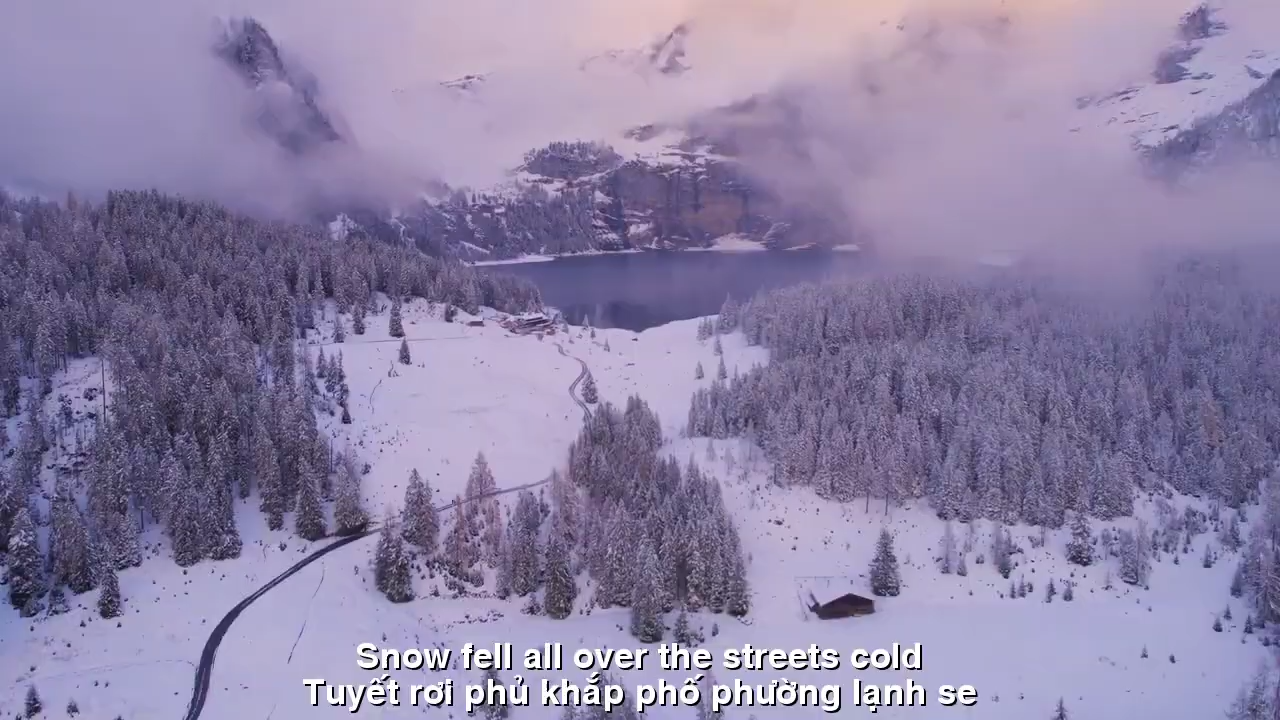 Snow fell all over the streets cold
Tuyết rơi phủ khắp phố phường lạnh se